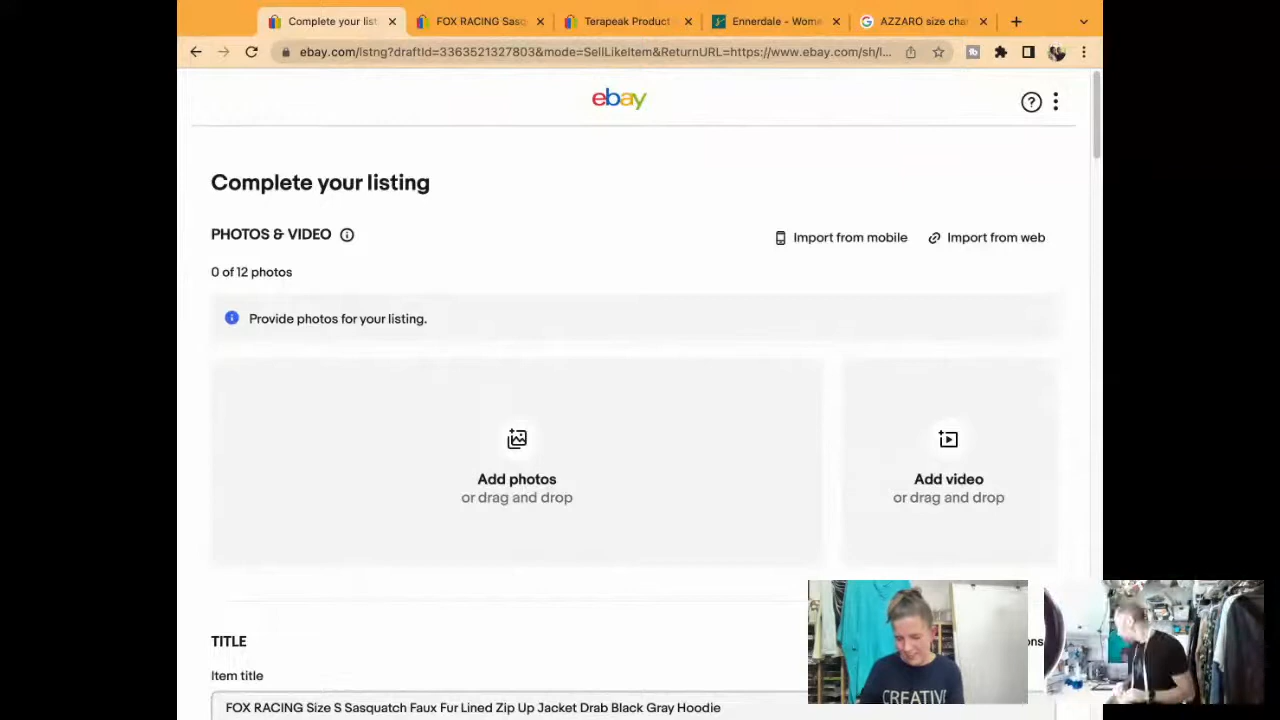 Complete your list
FOX RACING Sasq
Terapeak Product
Ennerdale - Wome
AZZARO size char
ebay.com/lstng?draftId=3363521327803&mode=SellLikeItem&ReturnURL=https://www.ebay.com/sh/l...
ebay
Complete your listing
PHOTOS & VIDEO
Import from mobile
Import from web
0 of 12 photos
Provide photos for your listing.
Add photos
or drag and drop
Add video
or drag and drop
TITLE
ons
Item title
FOX RACING Size S Sasquatch Faux Fur Lined Zip Up Jacket Drab Black Gray Hoodie
CREATIVE